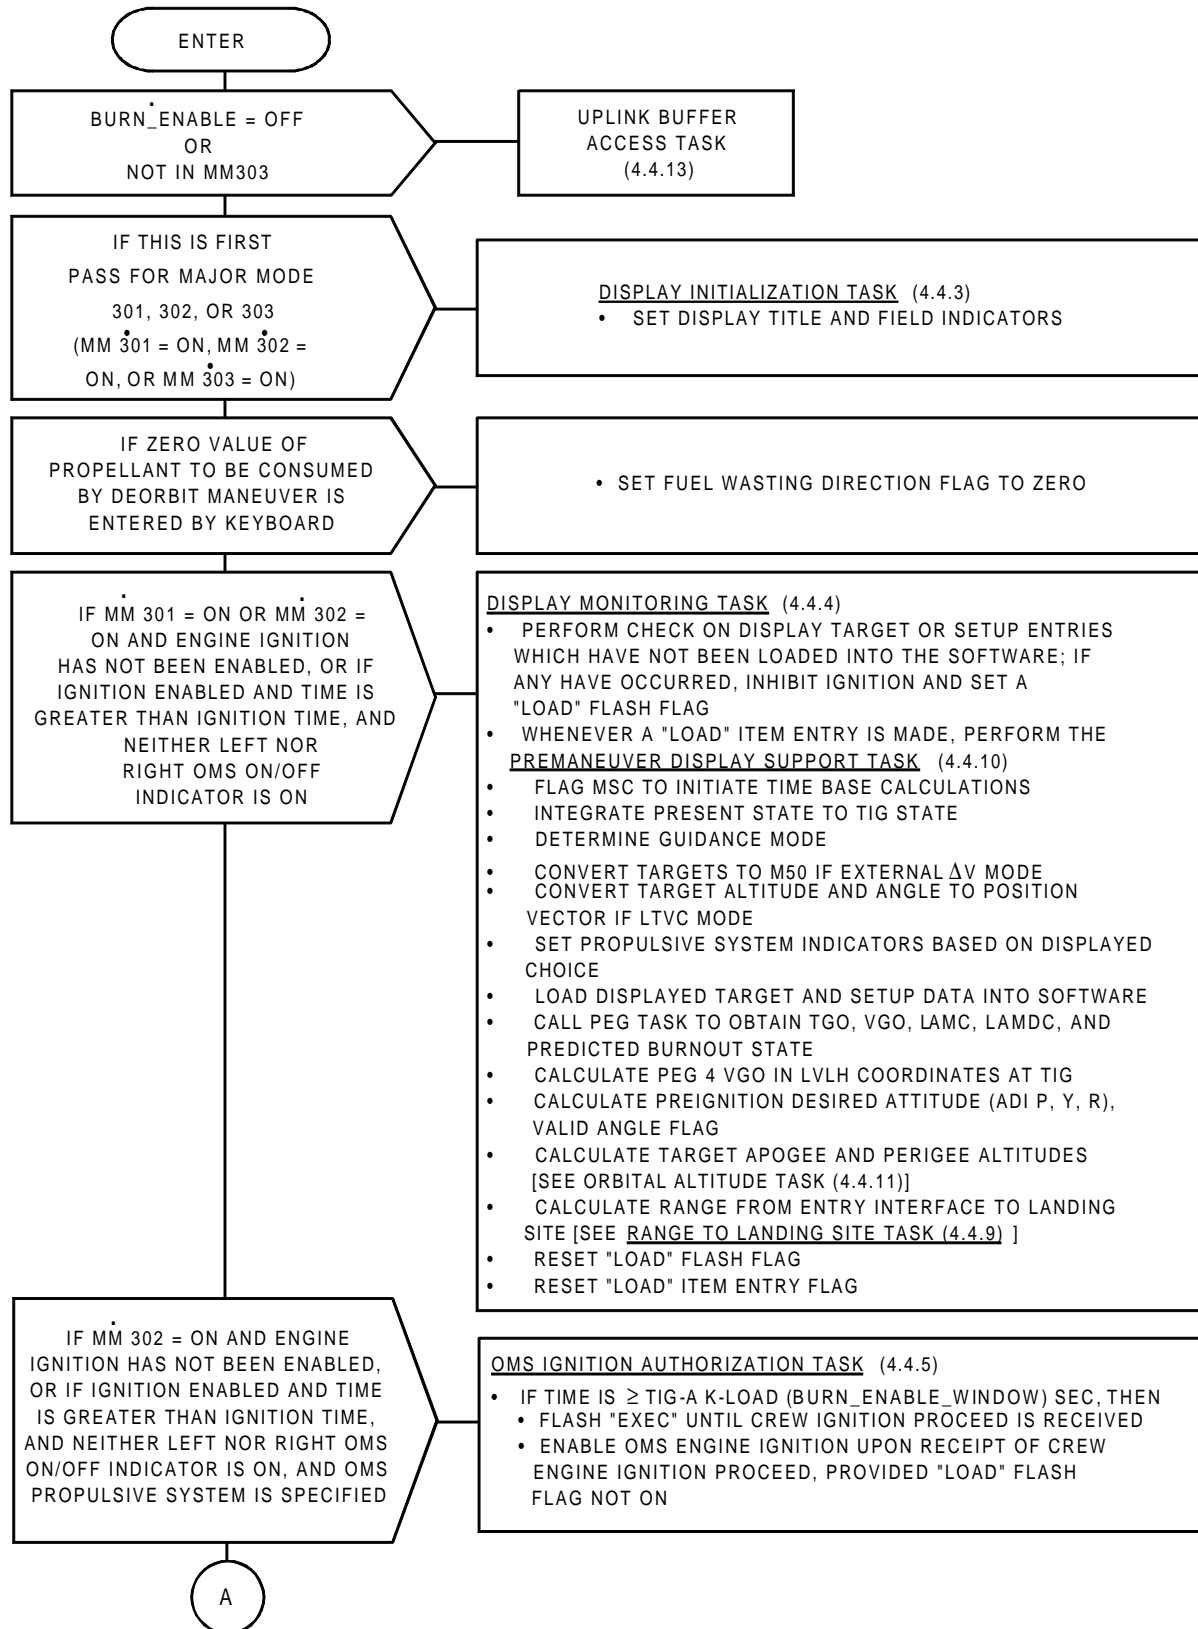 ENTER
BURN_ENABLE = OFF
OR
NOT IN MM303
UPLINK BUFFER
ACCESS TASK
(4.4.13)
IF THIS IS FIRST
PASS FOR MAJOR MODE
301, 302, OR 303
(MM 301 = ON, MM 302 =
ON, OR MM 303 = ON)
DISPLAY INITIALIZATION TASK (4.4.3)
• SET DISPLAY TITLE AND FIELD INDICATORS
IF ZERO VALUE OF
PROPELLANT TO BE CONSUMED
BY DEORBIT MANEUVER IS
ENTERED BY KEYBOARD
• SET FUEL WASTING DIRECTION FLAG TO ZERO
IF MM 301 = ON OR MM 302 =
ON AND ENGINE IGNITION
HAS NOT BEEN ENABLED, OR IF
IGNITION ENABLED AND TIME IS
GREATER THAN IGNITION TIME, AND
NEITHER LEFT NOR
RIGHT OMS ON/OFF
INDICATOR IS ON
DISPLAY MONITORING TASK (4.4.4)
• PERFORM CHECK ON DISPLAY TARGET OR SETUP ENTRIES
WHICH HAVE NOT BEEN LOADED INTO THE SOFTWARE; IF
ANY HAVE OCCURRED, INHIBIT IGNITION AND SET A
"LOAD" FLASH FLAG
• WHENEVER A "LOAD" ITEM ENTRY IS MADE, PERFORM THE
PREMANEUVER DISPLAY SUPPORT TASK (4.4.10)
• FLAG MSC TO INITIATE TIME BASE CALCULATIONS
• INTEGRATE PRESENT STATE TO TIG STATE
• DETERMINE GUIDANCE MODE
• CONVERT TARGETS TO M50 IF EXTERNAL ΔV MODE
• CONVERT TARGET ALTITUDE AND ANGLE TO POSITION
VECTOR IF LTVC MODE
• SET PROPULSIVE SYSTEM INDICATORS BASED ON DISPLAYED
CHOICE
• LOAD DISPLAYED TARGET AND SETUP DATA INTO SOFTWARE
• CALL PEG TASK TO OBTAIN TGO, VGO, LAMC, LAMDC, AND
PREDICTED BURNOUT STATE
• CALCULATE PEG 4 VGO IN LVLH COORDINATES AT TIG
• CALCULATE PREIGNITION DESIRED ATTITUDE (ADI P, Y, R),
VALID ANGLE FLAG
• CALCULATE TARGET APOGEE AND PERIGEE ALTITUDES
[SEE ORBITAL ALTITUDE TASK (4.4.11)]
• CALCULATE RANGE FROM ENTRY INTERFACE TO LANDING
SITE [SEE RANGE TO LANDING SITE TASK (4.4.9) ]
• RESET "LOAD" FLASH FLAG
• RESET "LOAD" ITEM ENTRY FLAG
IF MM 302 = ON AND ENGINE
IGNITION HAS NOT BEEN ENABLED,
OR IF IGNITION ENABLED AND TIME
IS GREATER THAN IGNITION TIME,
AND NEITHER LEFT NOR RIGHT OMS
ON/OFF INDICATOR IS ON, AND OMS
PROPULSIVE SYSTEM IS SPECIFIED
OMS IGNITION AUTHORIZATION TASK (4.4.5)
• IF TIME IS ≥ TIG-A K-LOAD (BURN_ENABLE_WINDOW) SEC, THEN
• FLASH "EXEC" UNTIL CREW IGNITION PROCEED IS RECEIVED
• ENABLE OMS ENGINE IGNITION UPON RECEIPT OF CREW
ENGINE IGNITION PROCEED, PROVIDED "LOAD" FLASH
FLAG NOT ON
A